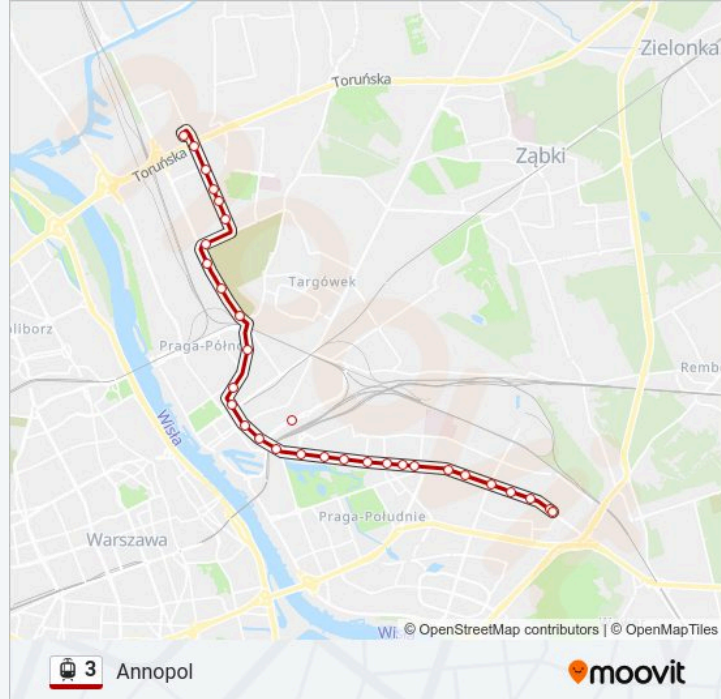 Zielonka
Toruńska
Ząbki
Toruńska
Targówek
oliborz
Praga-Półno
Rembe
Wisła
Praga-Południe
Warszawa
Wi
© OpenStreetMap contributors | © OpenMapTiles
3 Annopol
moovit